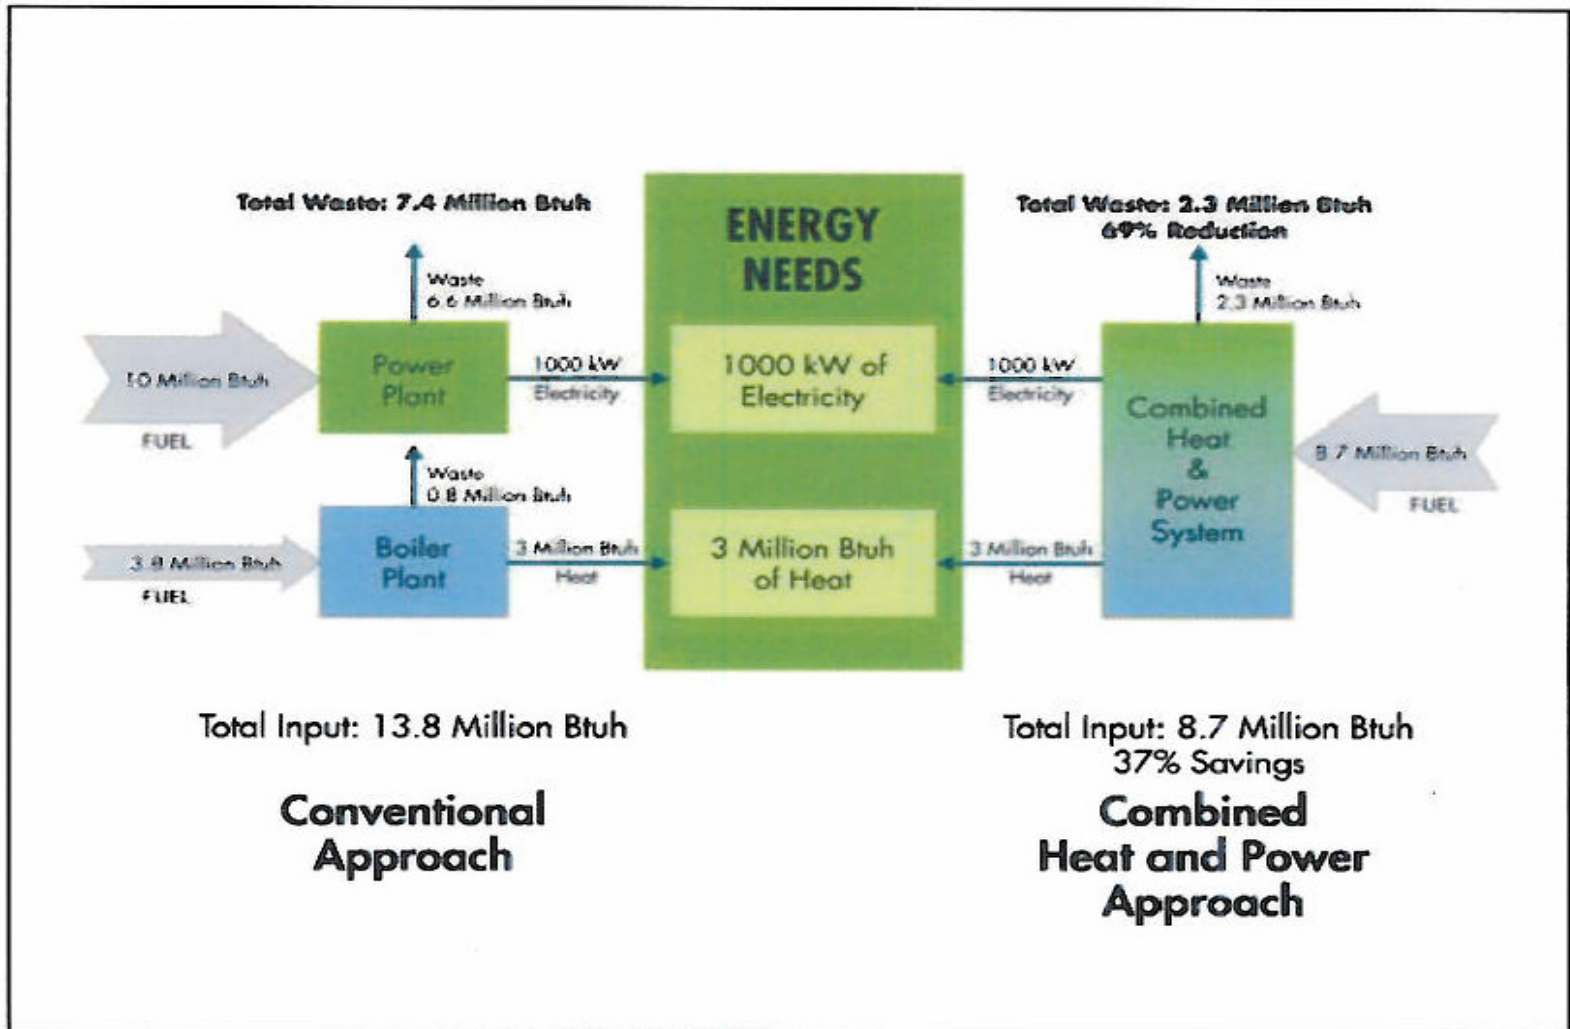 Total Waste: 7.4 Million Btuh
Waste
6.6 Million Btuh
10 Million Btuh
FUEL
Power
Plant
1000 kW
Electricity
Waste
0.8 Million Btuh
3.8 Million Btuh
FUEL
Boiler
Plant
3 Million Btuh
Heat
Total Input: 13.8 Million Btuh
Conventional
Approach
ENERGY
NEEDS
1000 kW of
Electricity
3 Million Btuh
of Heat
Total Waste: 2.3 Million Btuh
69% Reduction
Waste
2.3 Million Btuh
1000 kW
Electricity
3 Million Btuh
Heat
Combined
Heat
&
Power
System
8.7 Million Btuh
FUEL
Total Input: 8.7 Million Btuh
37% Savings
Combined
Heat and Power
Approach